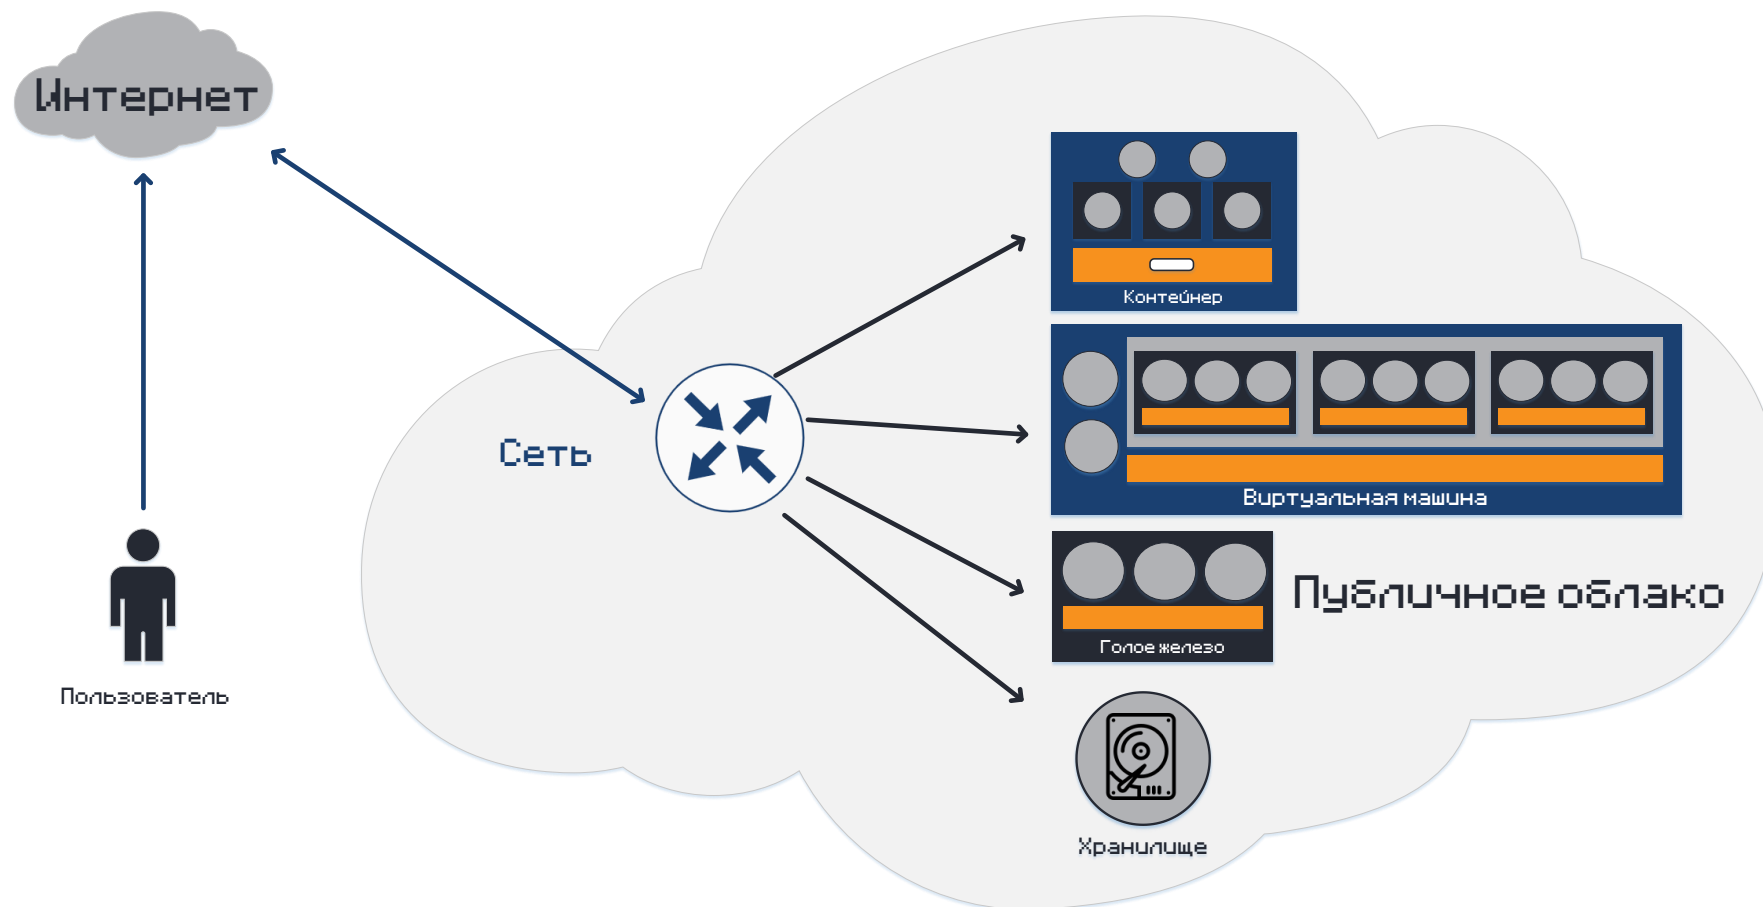 Интернет
Контейнер
Сеть
Виртуальная машина
Публичное облако
Голое железо
Пользователь
Хранилище